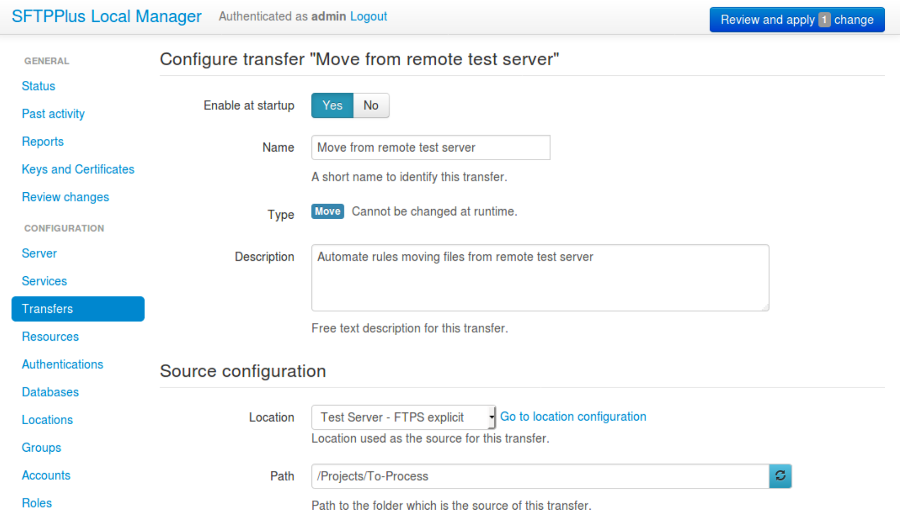 SFTPPlus Local Manager Authenticated as admin Logout Review and apply 1 change
GENERAL
Status
Past activity
Reports
Keys and Certificates
Review changes
CONFIGURATION
Server
Services
Transfers
Resources
Authentications
Databases
Locations
Groups
Accounts
Roles
Configure transfer "Move from remote test server"
Enable at startup Yes No
Name Move from remote test server
A short name to identify this transfer.
Type Move Cannot be changed at runtime.
Description Automate rules moving files from remote test server
Free text description for this transfer.
Source configuration
Location Test Server - FTPS explicit Go to location configuration
Location used as the source for this transfer.
Path /Projects/To-Process
Path to the folder which is the source of this transfer.